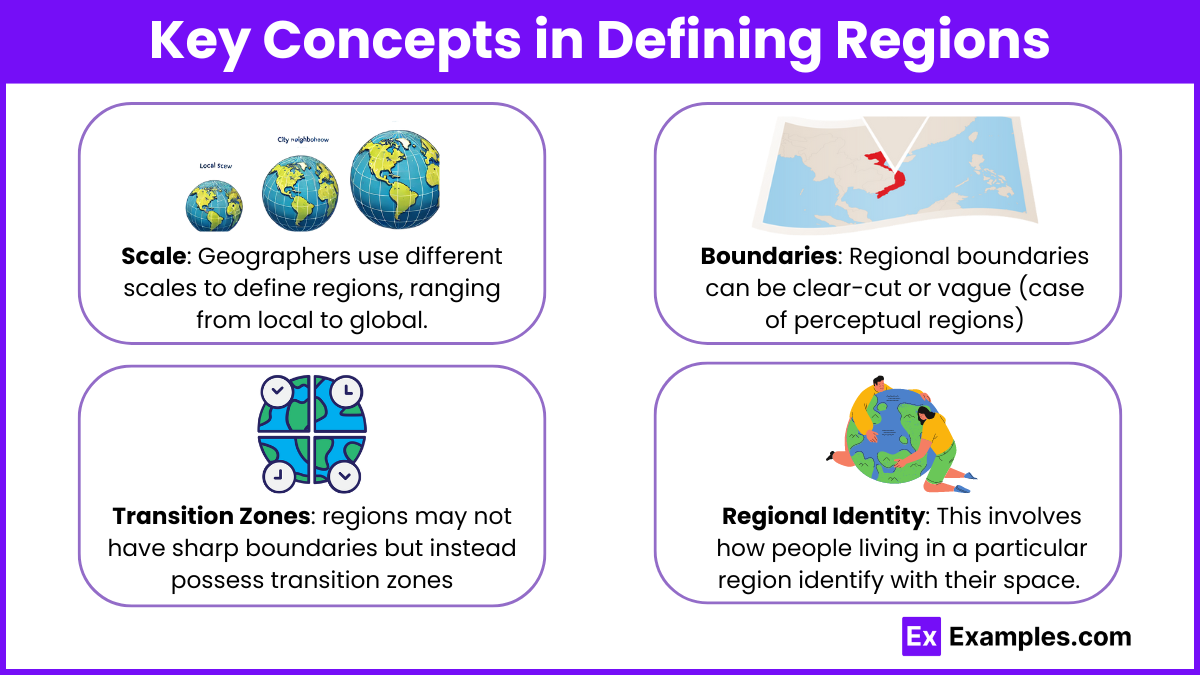 Key Concepts in Defining Regions
Local Scew
City neighbohoow
Scale: Geographers use different
scales to define regions, ranging
from local to global.
Boundaries: Regional boundaries
can be clear-cut or vague (case
of perceptual regions)
Transition Zones: regions may not
have sharp boundaries but instead
possess transition zones
Regional Identity: This involves
how people living in a particular
region identify with their space.
Ex Examples.com